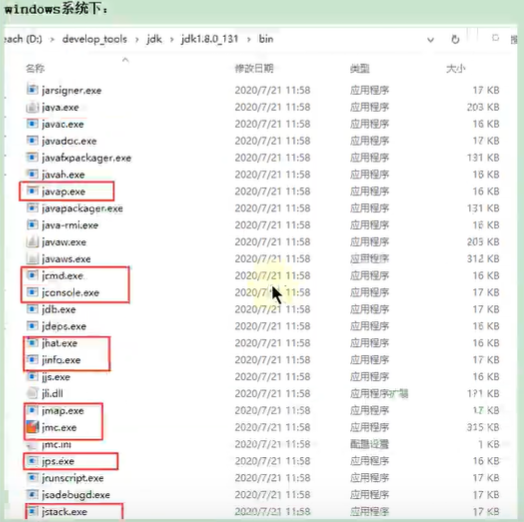 windows系统下：
each (D:) › develop_tools › jdk › jdk1.8.0_131 › bin
名称 修改日期 类型 大小
jarsigner.exe 2020/7/21 11:58 应用程序 17 KB
java.exe 2020/7/21 11:58 应用程序 203 KB
javac.exe 2020/7/21 11:58 应用程序 16 KB
javadoc.exe 2020/7/21 11:58 应用程序 17 KB
javafxpackager.exe 2020/7/21 11:58 应用程序 131 KB
javah.exe 2020/7/21 11:58 应用程序 16 KB
javap.exe 2020/7/21 11:58 应用程序 16 KB
javapackager.exe 2020/7/21 11:58 应用程序 131 KB
java-rmi.exe 2020/7/21 11:58 应用程序 16 KB
javaw.exe 2020/7/21 11:58 应用程序 203 KB
javaws.exe 2020/7/21 11:58 应用程序 312 KB
jcmd.exe 2020/7/21 11:58 应用程序 16 KB
jconsole.exe 2020/7/21 11:58 应用程序 17 KB
jdb.exe 2020/7/21 11:58 应用程序 17 KB
jdeps.exe 2020/7/21 11:58 应用程序 16 KB
jhat.exe 2020/7/21 11:58 应用程序 16 KB
jinfo.exe 2020/7/21 11:58 应用程序 17 KB
jjs.exe 2020/7/21 11:58 应用程序 16 KB
jli.dll 2020/7/21 11:58 应用程序扩展 171 KB
jmap.exe 2020/7/21 11:58 应用程序 17 KB
jmc.exe 2020/7/21 11:58 应用程序 315 KB
jmc.ini 2020/7/21 11:58 配置设置 1 KB
jps.exe 2020/7/21 11:58 应用程序 16 KB
jrunscript.exe 2020/7/21 11:58 应用程序 17 KB
jsadebugd.exe 2020/7/21 11:58 应用程序 17 KB
jstack.exe 2020/7/21 11:58 应用程序 17 KB